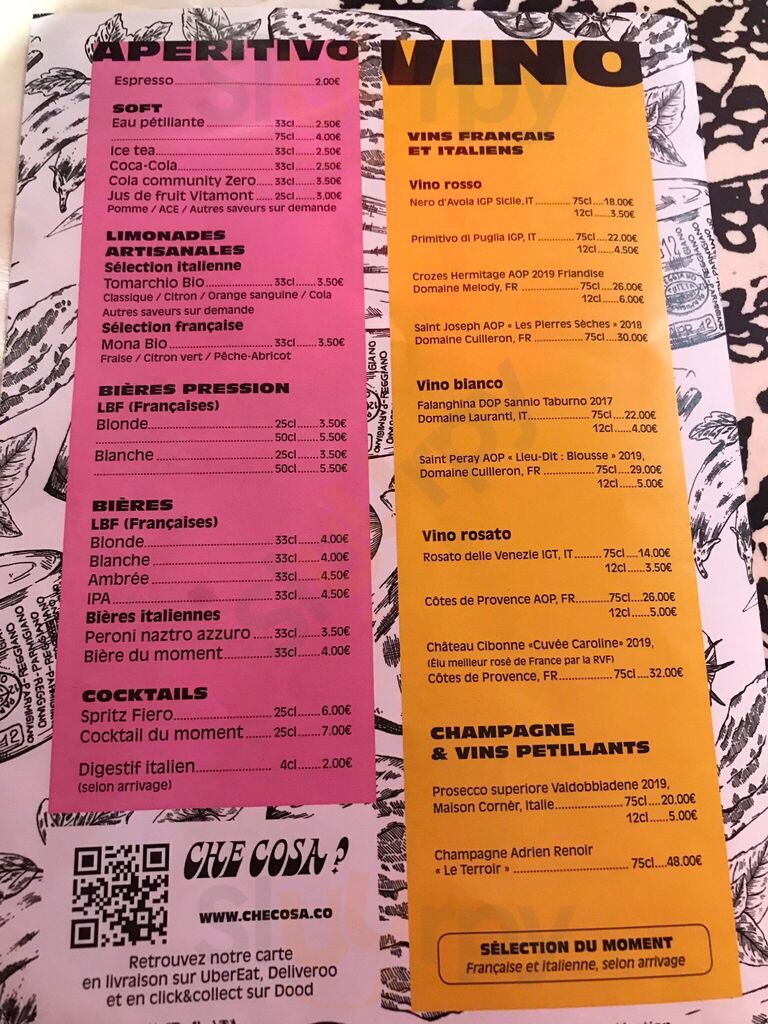 APERITIVO
Espresso 2.00€
SOFT
Eau pétillante 33cl 2.50€
75cl 4.00€
Ice tea 33cl 2.50€
Coca-Cola 33cl 2.50€
Cola community Zero 33cl 3.50€
Jus de fruit Vitamont 25cl 3.00€
Pomme / ACE / Autres saveurs sur demande
LIMONADES
ARTISANALES
Sélection italienne
Tomarchio Bio 33cl 3.50€
Classique / Citron / Orange sanguine / Cola
Autres saveurs sur demande
Sélection française
Mona Bio 33cl 3.50€
Fraise / Citron vert / Pêche-Abricot
BIÈRES PRESSION
LBF (Françaises)
Blonde 25cl 3.50€
50cl 5.50€
Blanche 25cl 3.50€
50cl 5.50€
BIÈRES
LBF (Françaises)
Blonde 33cl 4.00€
Blanche 33cl 4.00€
Ambrée 33cl 4.50€
IPA 33cl 4.50€
Bières italiennes
Peroni naztro azzuro 33cl 3.50€
Bière du moment 33cl 4.00€
COCKTAILS
Spritz Fiero 25cl 6.00€
Cocktail du moment 25cl 7.00€
Digestif italien 4cl 2.00€
(selon arrivage)
CHE COSA ?
WWW.CHECOSA.CO
Retrouvez notre carte
en livraison sur UberEat, Deliveroo
et en click&collect sur Dood
VINO
VINS FRANÇAIS
ET ITALIENS
Vino rosso
Nero d'Avola IGP Sicile, IT 75cl 18.00€
12cl 3.50€
Primitivo di Puglia IGP, IT 75cl 22.00€
12cl 4.50€
Crozes Hermitage AOP 2019 Friandise
Domaine Melody, FR 75cl 26.00€
12cl 6.00€
Saint Joseph AOP « Les Pierres Sèches » 2018
Domaine Cuilleron, FR 75cl 30.00€
Vino bianco
Falanghina DOP Sannio Taburno 2017
Domaine Lauranti, IT 75cl 22.00€
12cl 4.00€
Saint Peray AOP « Lieu-Dit : Biousse » 2019,
Domaine Cuilleron, FR 75cl 29.00€
12cl 5.00€
Vino rosato
Rosato delle Venezie IGT, IT 75cl 14.00€
12cl 3.50€
Côtes de Provence AOP, FR 75cl 26.00€
12cl 5.00€
Château Cibonne «Cuvée Caroline» 2019,
(Élu meilleur rosé de France par la RVF)
Côtes de Provence, FR 75cl 32.00€
CHAMPAGNE
& VINS PETILLANTS
Prosecco superiore Valdobbiadene 2019,
Maison Cornèr, Italie 75cl 20.00€
12cl 5.00€
Champagne Adrien Renoir
« Le Terroir » 75cl 48.00€
SÉLECTION DU MOMENT
Française et italienne, selon arrivage